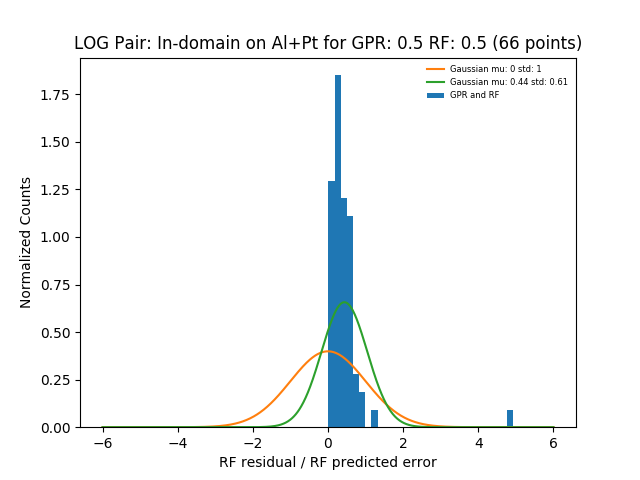 LOG Pair: In-domain on Al+Pt for GPR: 0.5 RF: 0.5 (66 points)
Gaussian mu: 0 std: 1
Gaussian mu: 0.44 std: 0.61
GPR and RF
Normalized Counts
1.75
1.50
1.25
1.00
0.75
0.50
0.25
0.00
−6 −4 −2 0 2 4 6
RF residual / RF predicted error